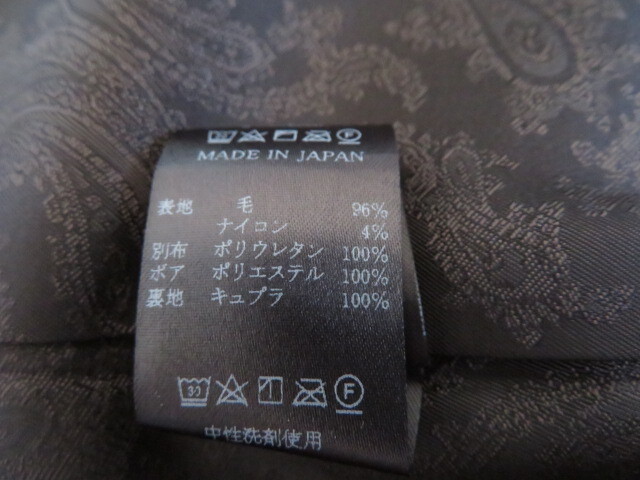 MADE IN JAPAN
表地 毛 96%
ナイロン 4%
別布 ポリウレタン 100%
ボア ポリエステル 100%
裏地 キュプラ 100%
30 F
中性洗剤使用